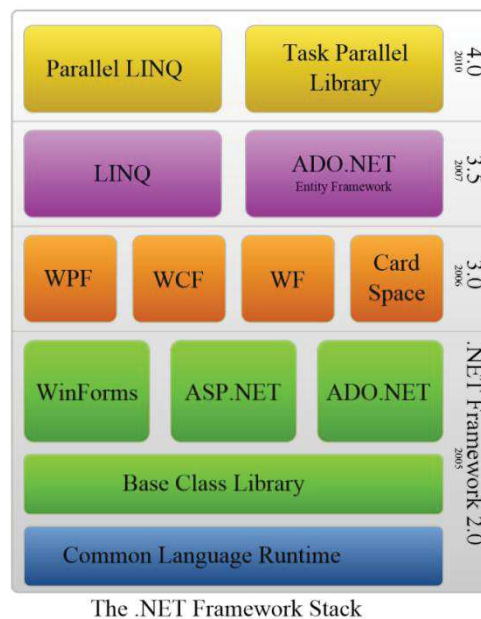 Parallel LINQ
Task Parallel
Library
4.0
2010
LINQ
ADO.NET
Entity Framework
3.5
2007
WPF
WCF
WF
Card
Space
3.0
2006
WinForms
ASP.NET
ADO.NET
Base Class Library
Common Language Runtime
.NET Framework 2.0
2005
The .NET Framework Stack